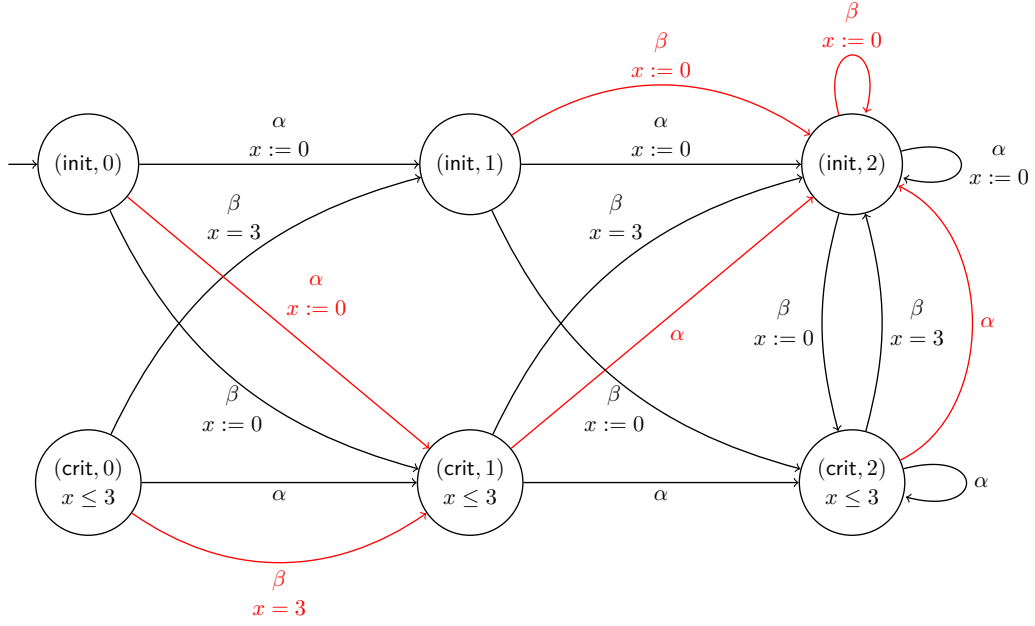 β
x := 0
β
x := 0
α
x := 0
α
x := 0
(init, 0)
(init, 1)
(init, 2)
α
x := 0
β
x = 3
β
x = 3
α
x := 0
β
x := 0
β
x = 3
α
α
β
x := 0
β
x := 0
(crit, 0)
x ≤ 3
(crit, 1)
x ≤ 3
(crit, 2)
x ≤ 3
α
α
α
β
x = 3